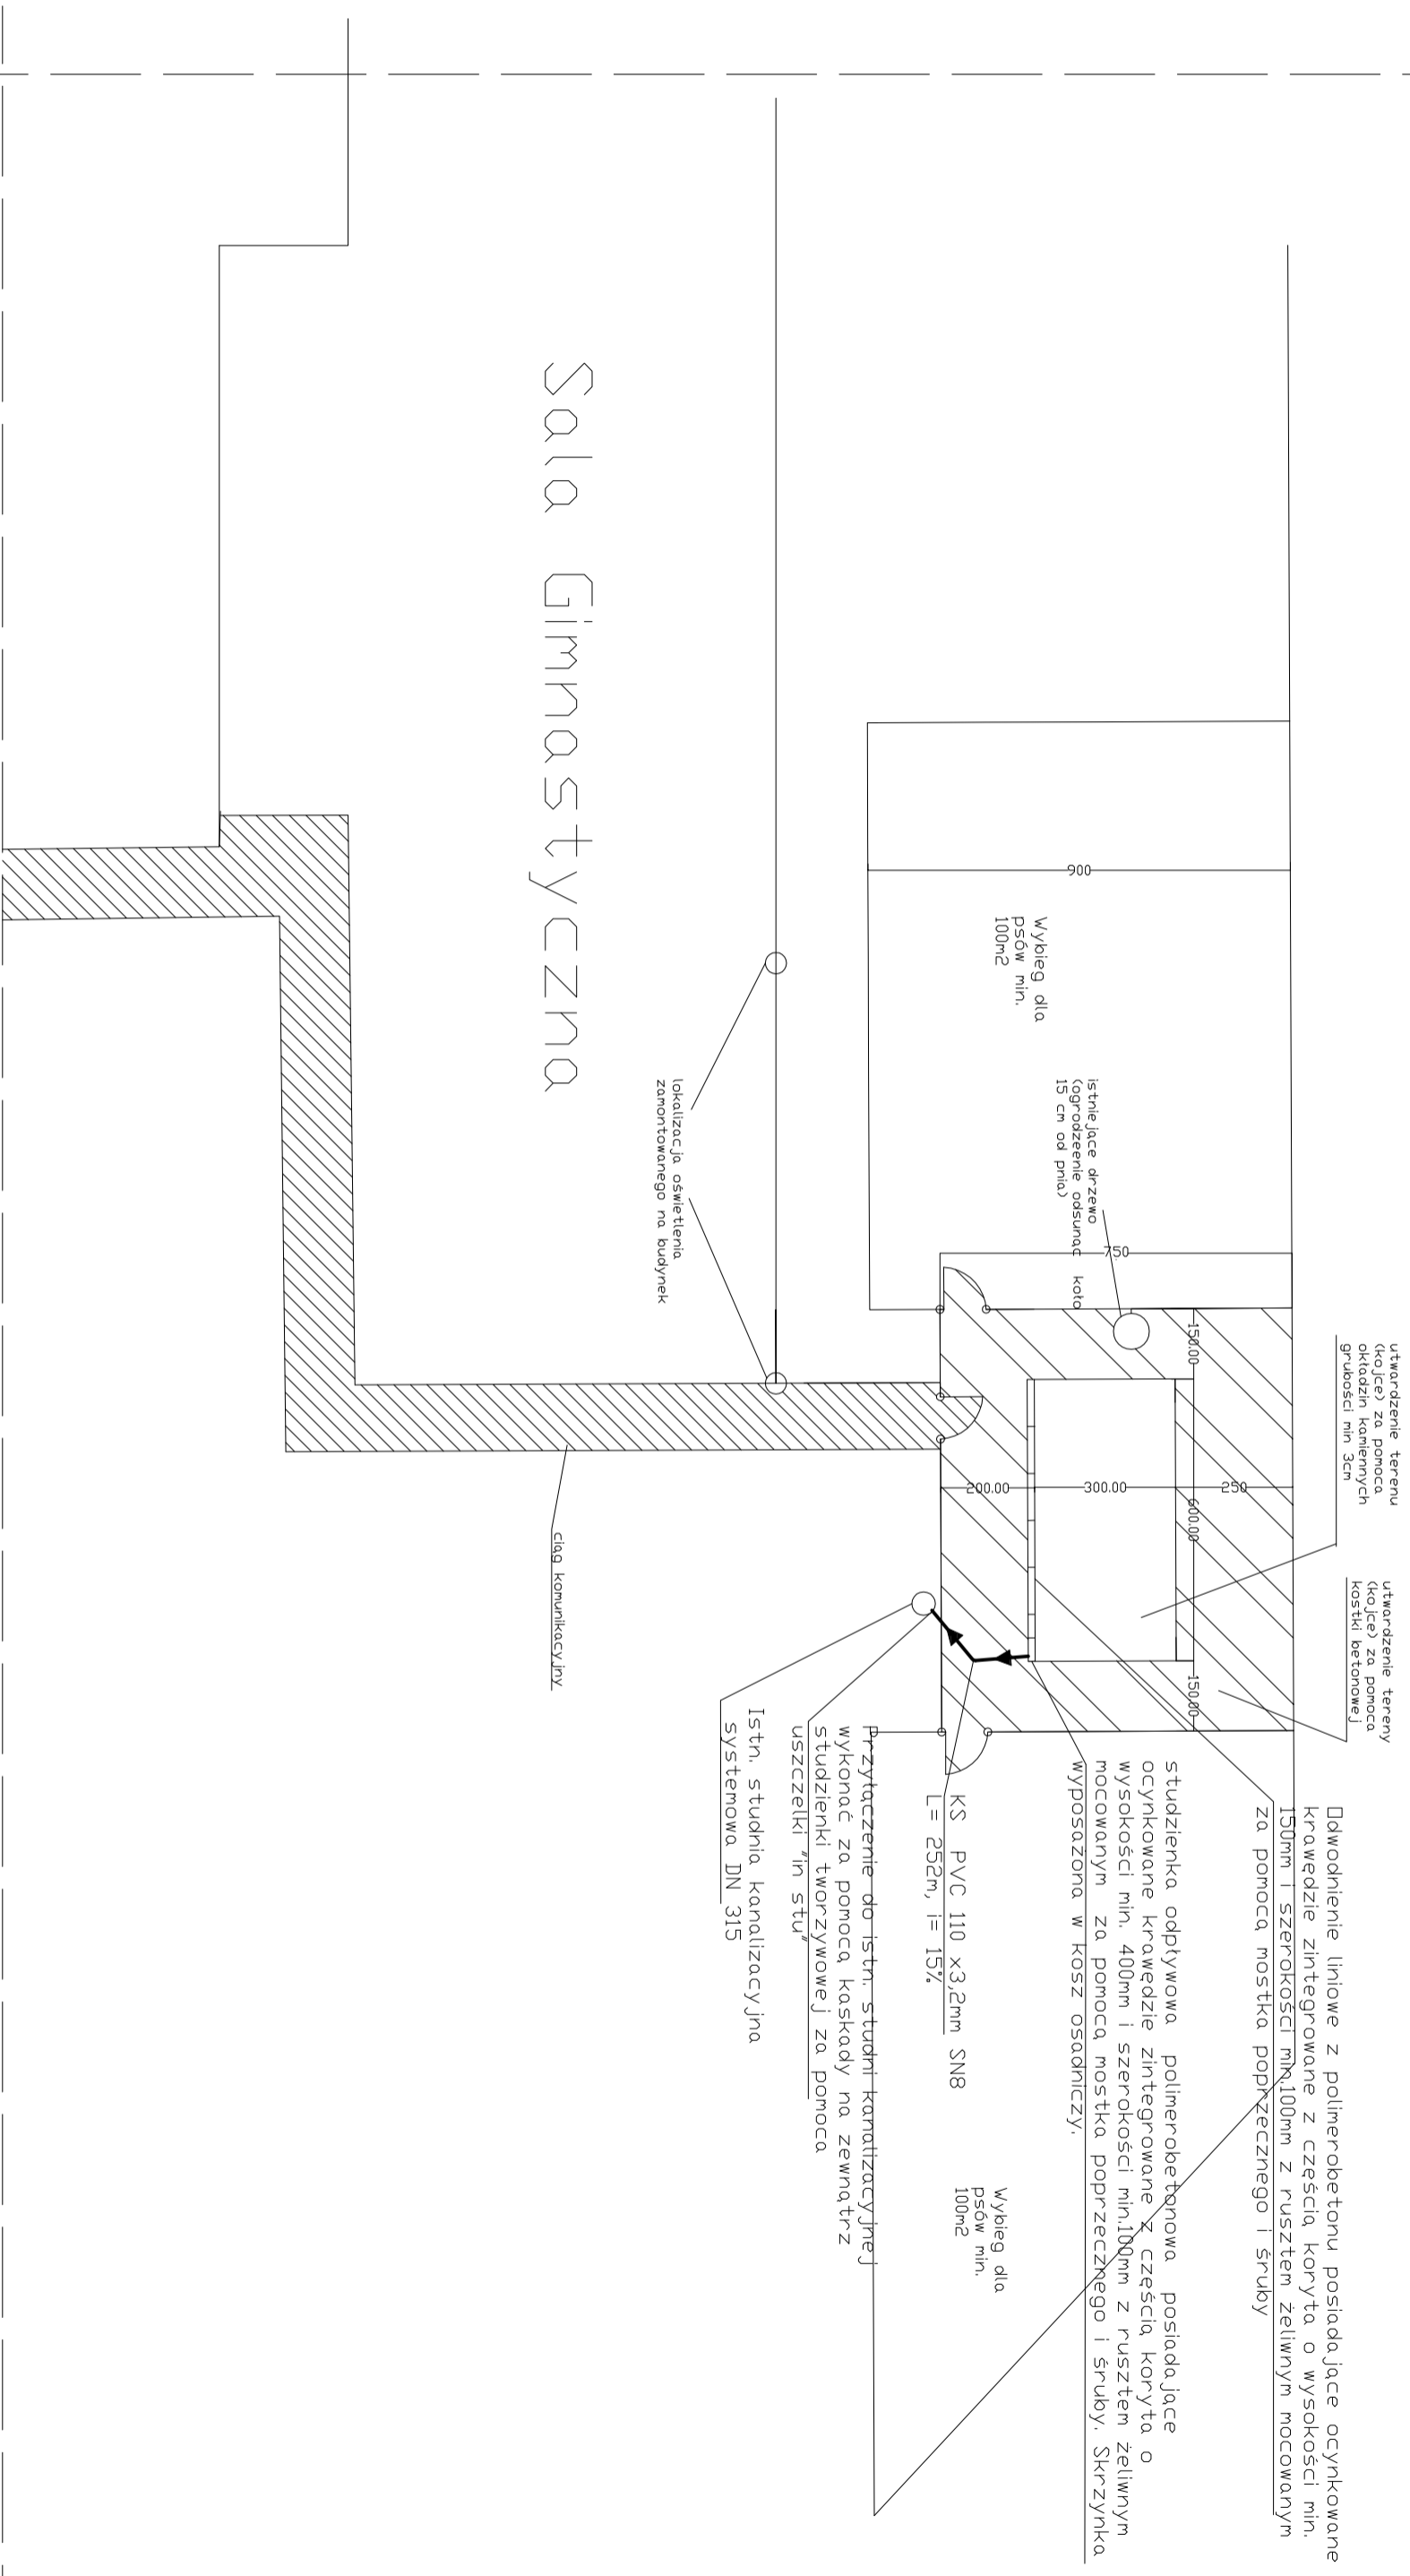 utwardzenie terenu
(kojce) za pomoca
okładzin kamiennych
grubości min 3cm
utwardzenie tereny
(kojce) za pomoca
kostki betonowej
Odwodnienie liniowe z polimerobetonu posiadające ocynkowane
krawędzie zintegrowane z częścią koryta o wysokości min.
150mm i szerokości min.100mm z rusztem żeliwnym mocowanym
za pomocą mostka poprzecznego i śruby
studzienka odpływowa polimerobetonowa posiadające
ocynkowane krawędzie zintegrowane z częścią koryta o
wysokości min. 400mm i szerokości min.100mm z rusztem żeliwnym
mocowanym za pomocą mostka poprzecznego i śruby. Skrzynka
wyposażona w kosz osadniczy.
150.00
600.00
150.00
250
300.00
200.00
750
900
istniejące drzewo
(ogrodzeenie odsunąc koło
15 cm od pnia)
Wybieg dla
psów min.
100m2
Wybieg dla
psów min.
100m2
KS PVC 110 x3,2mm SN8
L= 252m, i= 15%
Przyłączenie do istn. studni kanalizacyjnej
wykonać za pomocą kaskady na zewnątrz
studzienki tworzywowej za pomoca
uszczelki "in stu"
Istn. studnia kanalizacyjna
systemowa DN 315
lokalizacja oświetlenia
zamontowanego na budynek
Sala Gimnastyczna
ciąg komunikacyjny